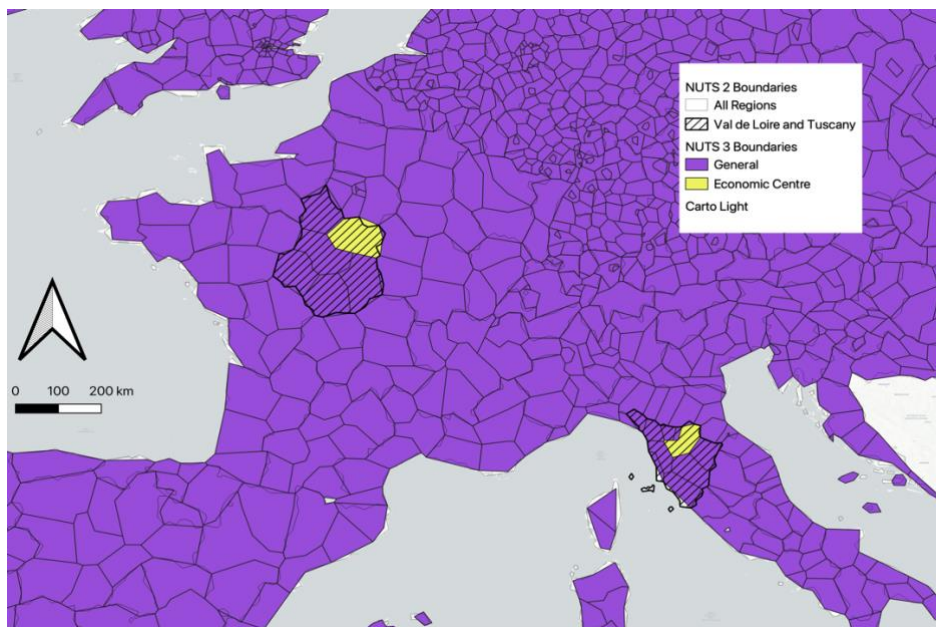 NUTS 2 Boundaries
All Regions
Val de Loire and Tuscany
NUTS 3 Boundaries
General
Economic Centre
Carto Light
0 100 200 km